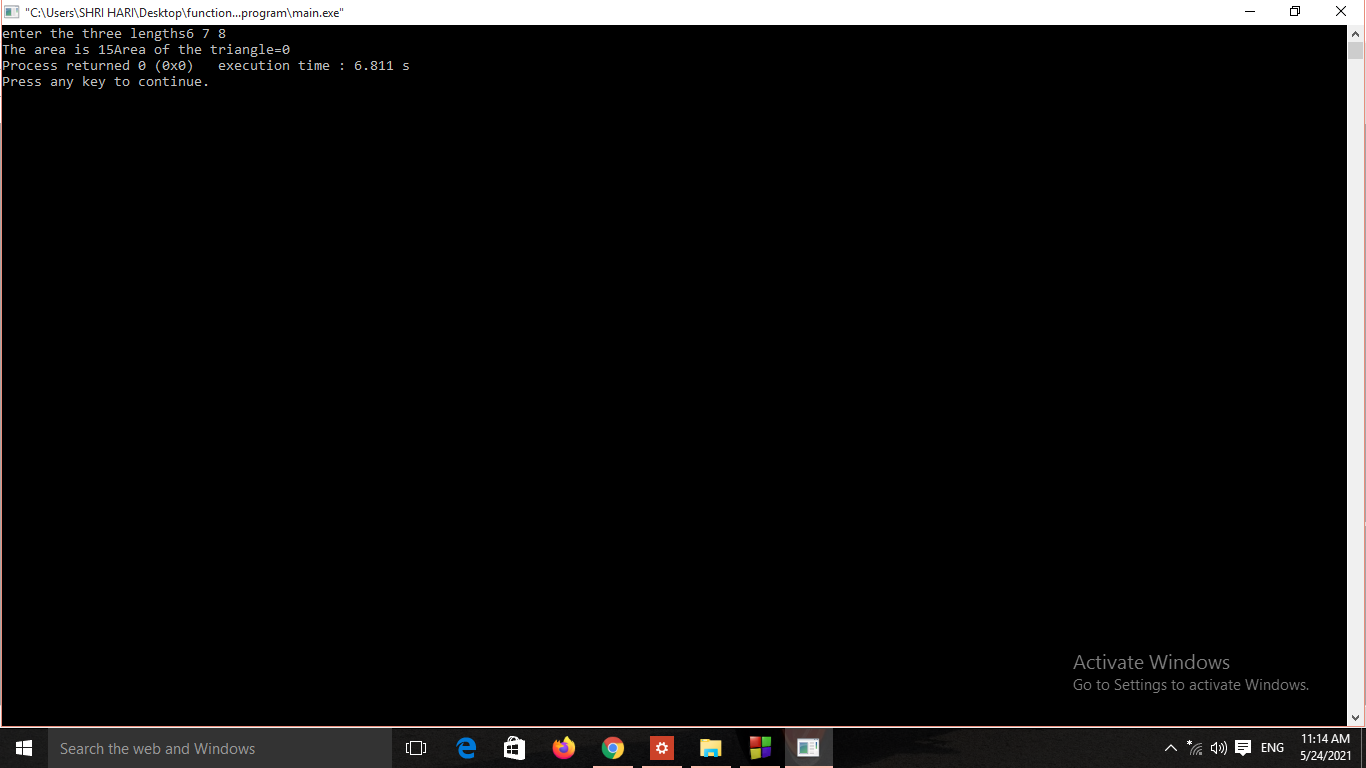 "C:\Users\SHRI HARI\Desktop\function...program\main.exe"
enter the three lengths6 7 8
The area is 15Area of the triangle=0
Process returned 0 (0x0)   execution time : 6.811 s
Press any key to continue.
Activate Windows
Go to Settings to activate Windows.
Search the web and Windows
ENG
11:14 AM
5/24/2021